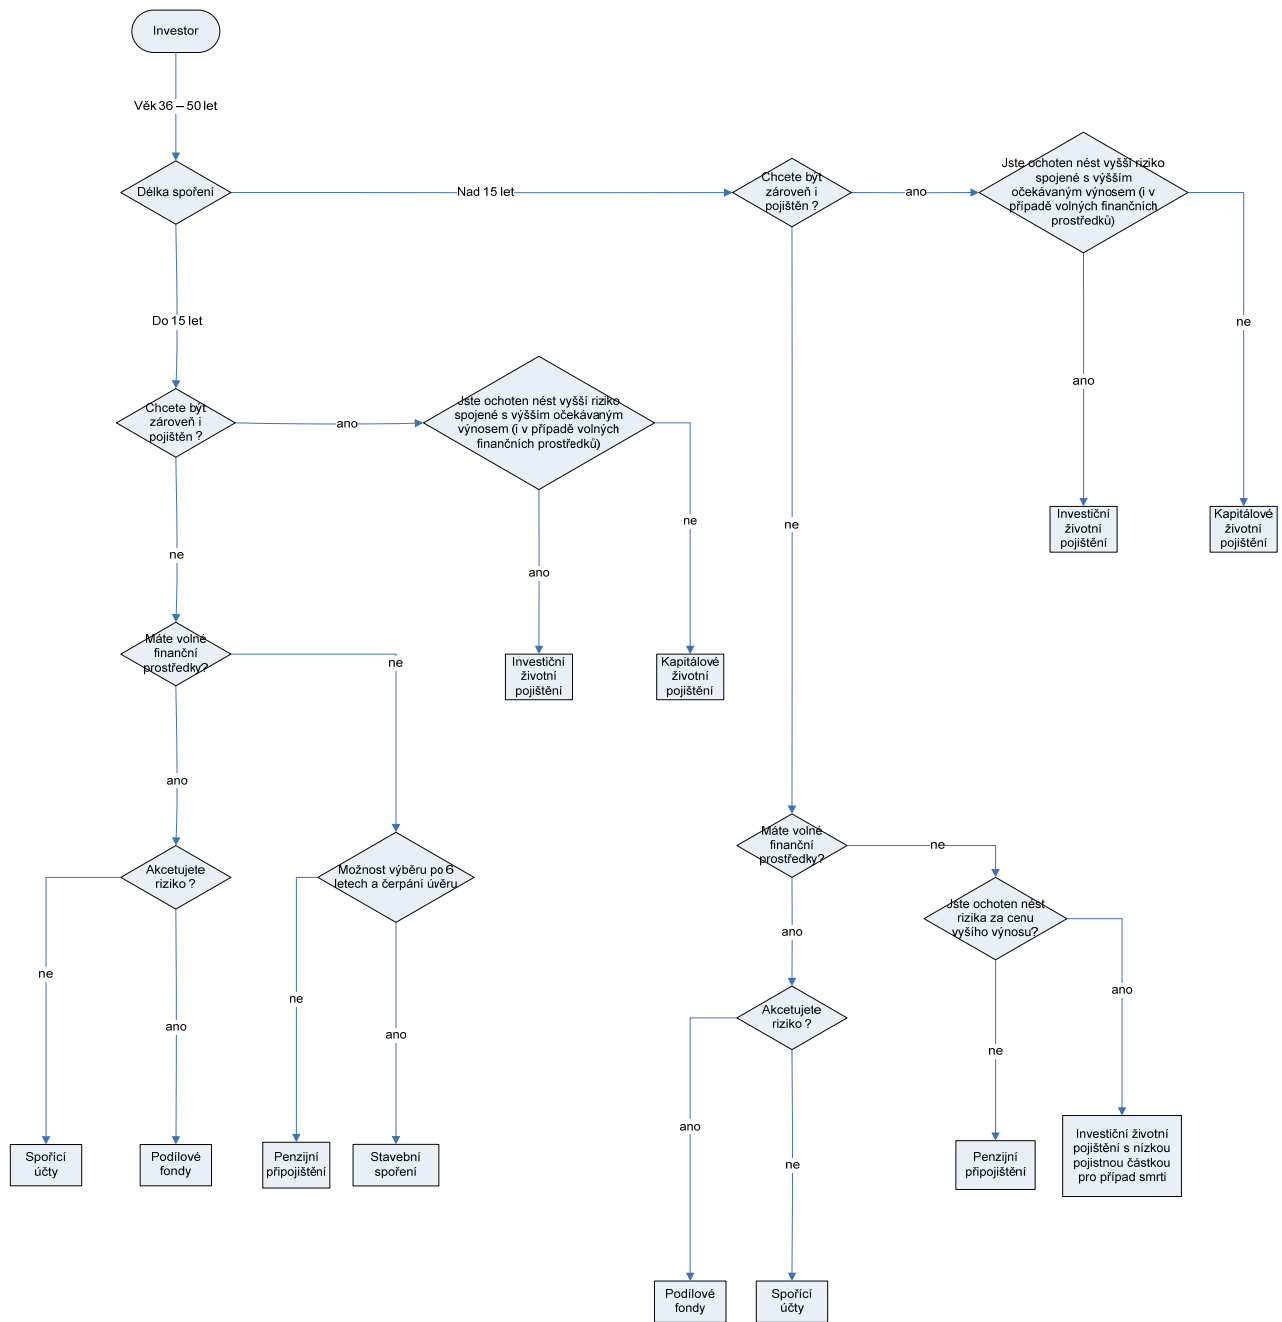 Investor
Věk 36 – 50 let
Délka spoření
Nad 15 let
Chcete být
zároveň i
pojištěn ?
ano
Jste ochoten nést vyšší riziko
spojené s výšším
očekávaným výnosem (i v
případě volných finančních
prostředků)
Do 15 let
ne
ano
Chcete být
zároveň i
pojištěn ?
ano
Jste ochoten nést vyšší riziko
spojené s výšším očekávaným
výnosem (i v případě volných
finančních prostředků)
ne
ne
ano
ne
Investiční
životní
pojištění
Kapitálové
životní
pojištění
Máte volné
finanční
prostředky?
ne
Investiční
životní
pojištění
Kapitálové
životní
pojištění
ano
Máte volné
finanční
prostředky?
ne
Akcetujete
riziko ?
Možnost výběru po 6
letech a čerpání úvěru
Jste ochoten nést
rizika za cenu
vyšího výnosu?
ano
ne
ne
ano
ano
ano
Akcetujete
riziko ?
ne
ano
ne
Spořící
účty
Podílové
fondy
Penzijní
připojištění
Stavební
spoření
Penzijní
připojištění
Investiční životní
pojištění s nízkou
pojistnou částkou
pro případ smrti
Podílové
fondy
Spořící
účty